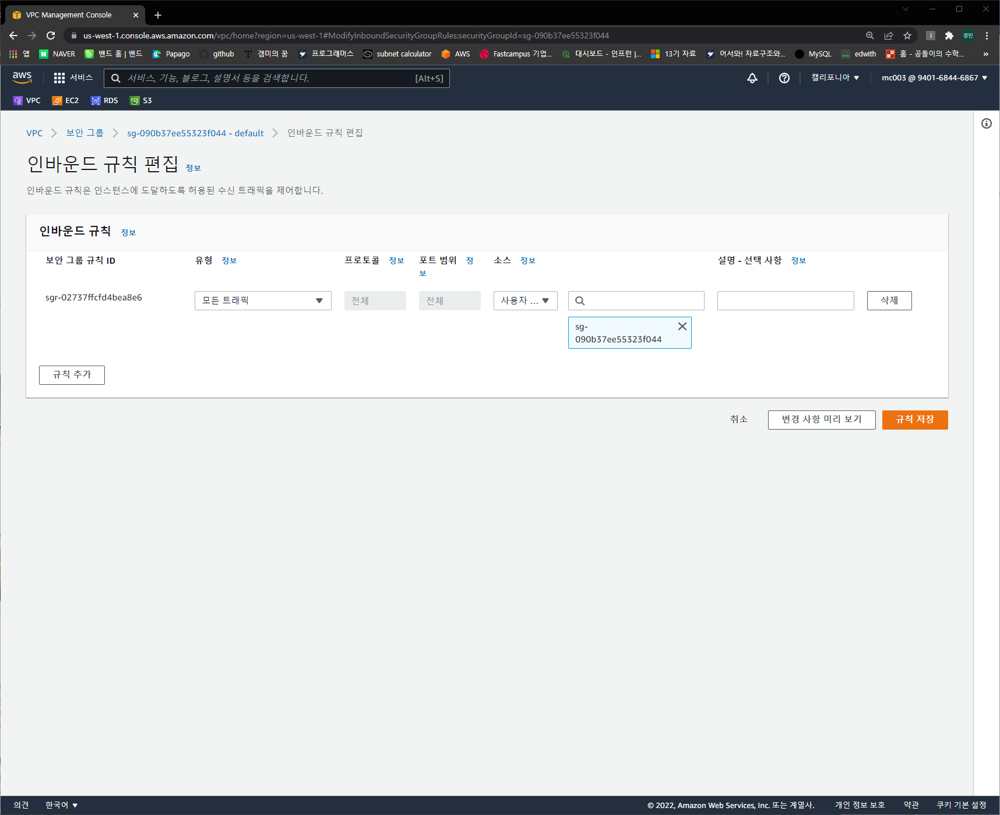 VPC Management Console
us-west-1.console.aws.amazon.com/vpc/home?region=us-west-1#ModifyInboundSecurityGroupRules:securityGroupId=sg-090b37ee55323f044
I
경민
앱 NAVER 밴드 홈 | 밴드 Papago github 캠미의 꿈 프로그래머스 subnet calculator AWS Fastcampus 기업... 대시보드 - 인프런 |... 13기 자료 어서와! 자료구조와... MySQL edwith 홈 - 공돌이의 수학... »
aws 서비스 서비스, 기능, 블로그, 설명서 등을 검색합니다. [Alt+S] 캘리포니아 mc003 @ 9401-6844-6867
VPC EC2 RDS S3
VPC 보안 그룹 sg-090b37ee55323f044 - default 인바운드 규칙 편집
인바운드 규칙 편집 정보
인바운드 규칙은 인스턴스에 도달하도록 허용된 수신 트래픽을 제어합니다.
인바운드 규칙 정보
보안 그룹 규칙 ID 유형 정보 프로토콜 정보 포트 범위 정보 소스 정보 설명 - 선택 사항 정보
sgr-02737ffcfd4bea8e6 모든 트래픽 전체 전체 사용자 ... 삭제
sg-
090b37ee55323f044
규칙 추가
취소 변경 사항 미리 보기 규칙 저장
의견 한국어 © 2022, Amazon Web Services, Inc. 또는 계열사. 개인 정보 보호 약관 쿠키 기본 설정